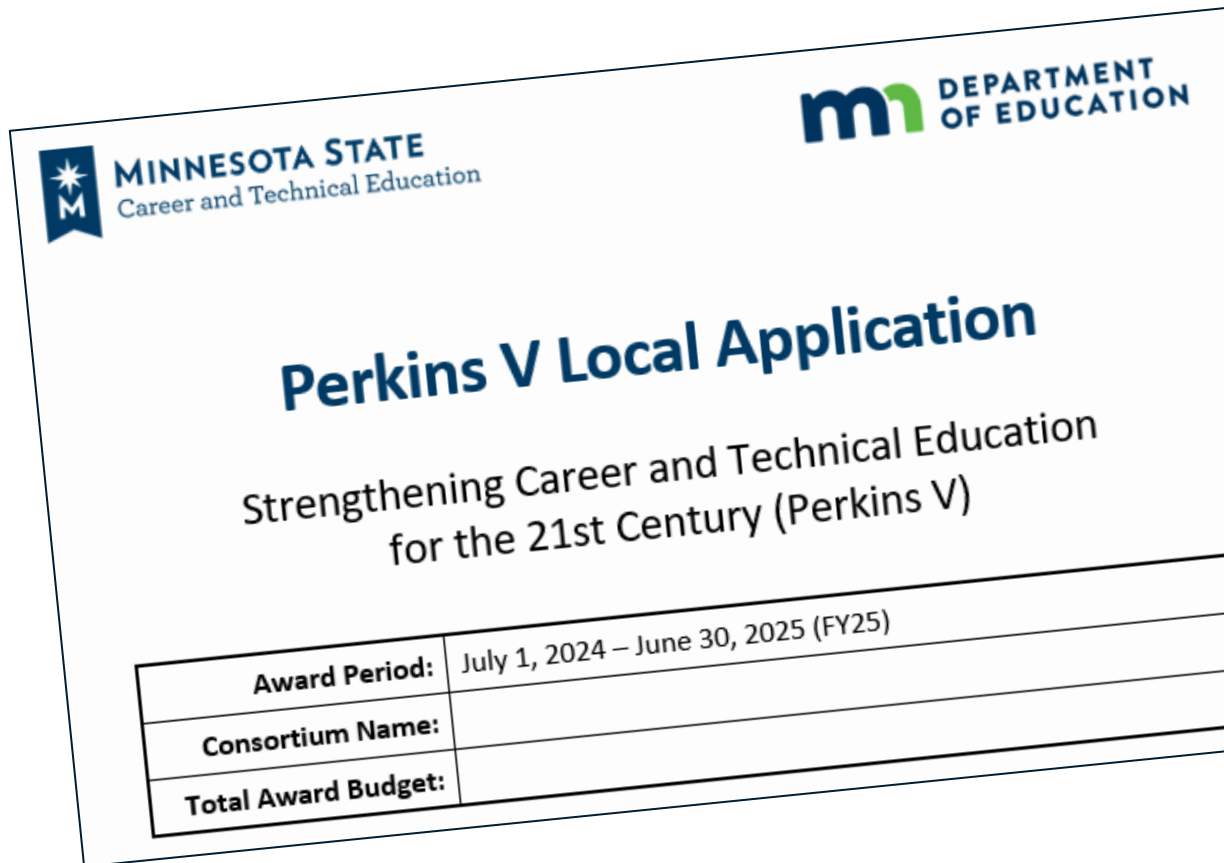 MINNESOTA STATE
Career and Technical Education
mn DEPARTMENT
OF EDUCATION
Perkins V Local Application
Strengthening Career and Technical Education
for the 21st Century (Perkins V)
Award Period: July 1, 2024 – June 30, 2025 (FY25)
Consortium Name:
Total Award Budget: